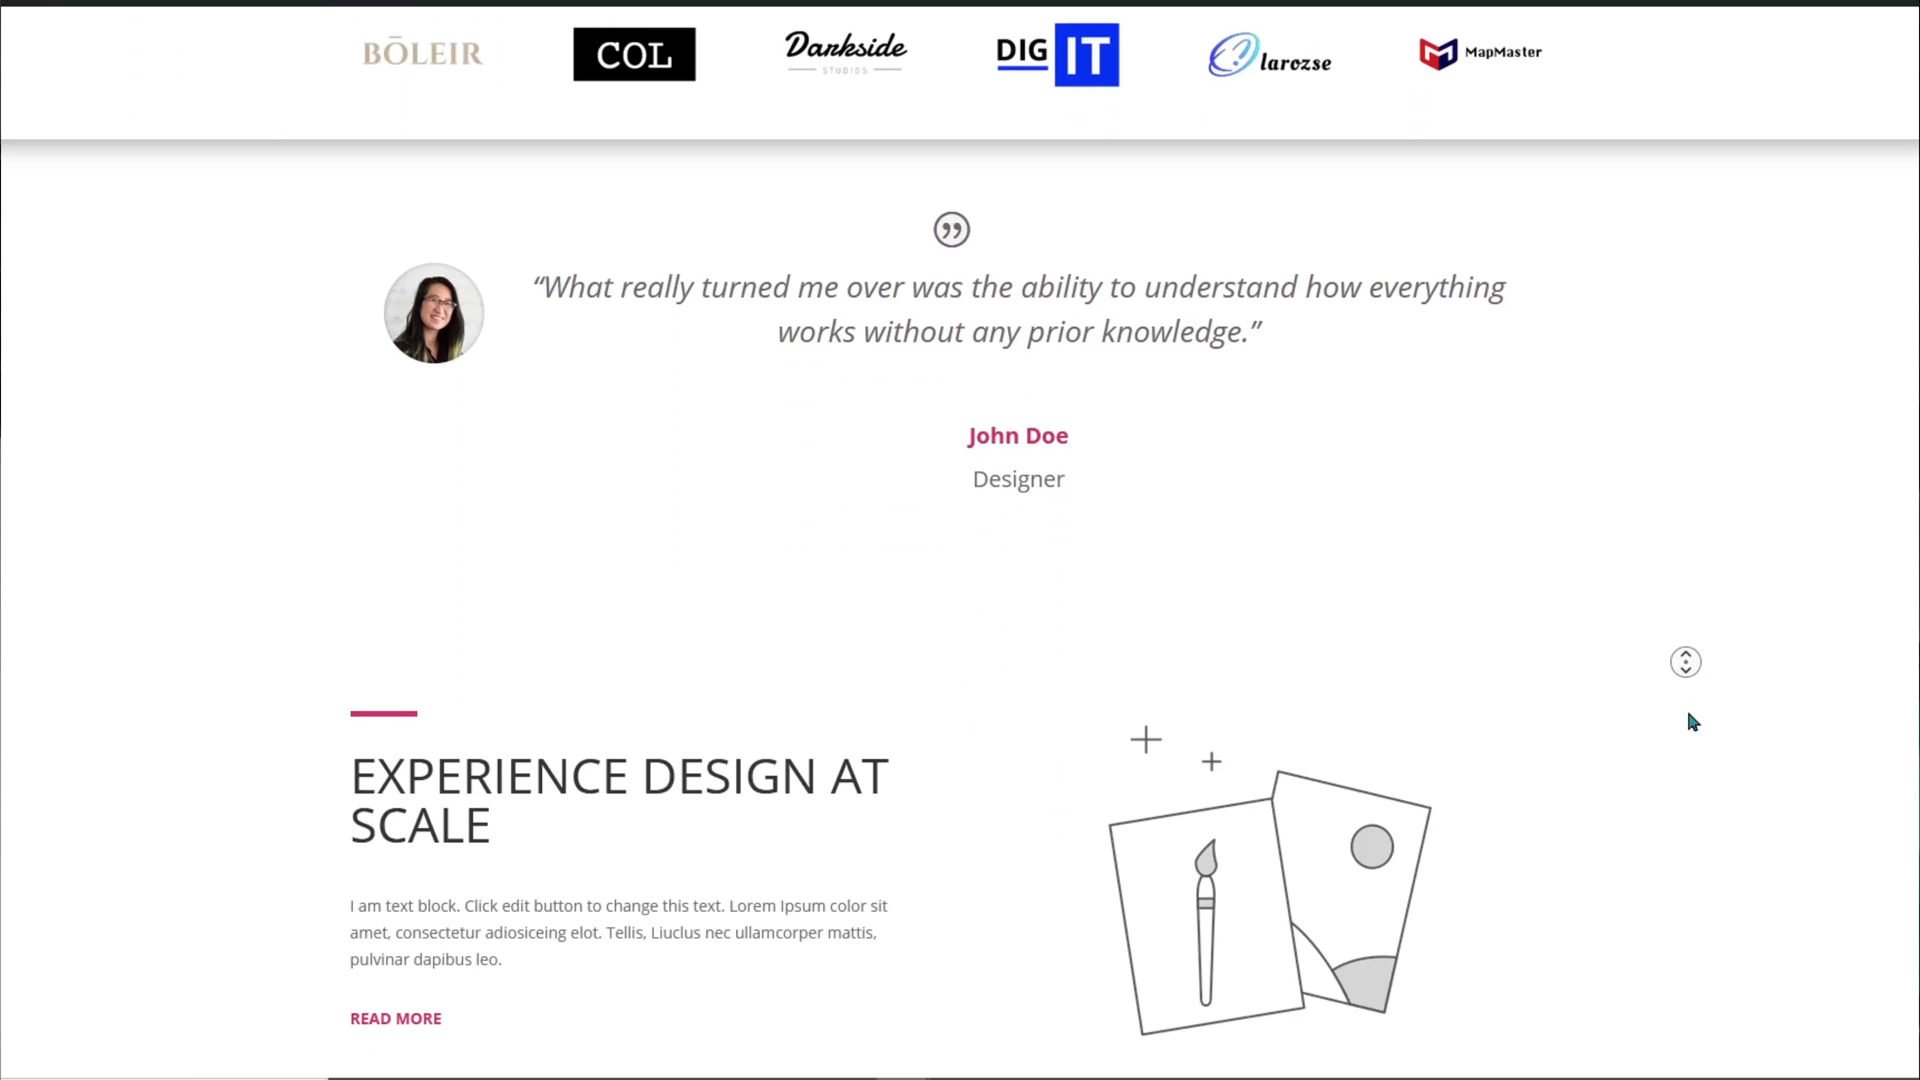 BŌLEIR
COL
Darkside
STUDIOS
DIG IT
larozse
MapMaster
“What really turned me over was the ability to understand how everything
works without any prior knowledge.”
John Doe
Designer
EXPERIENCE DESIGN AT
SCALE
I am text block. Click edit button to change this text. Lorem Ipsum color sit
amet, consectetur adiosiceing elot. Tellis, Liuclus nec ullamcorper mattis,
pulvinar dapibus leo.
READ MORE